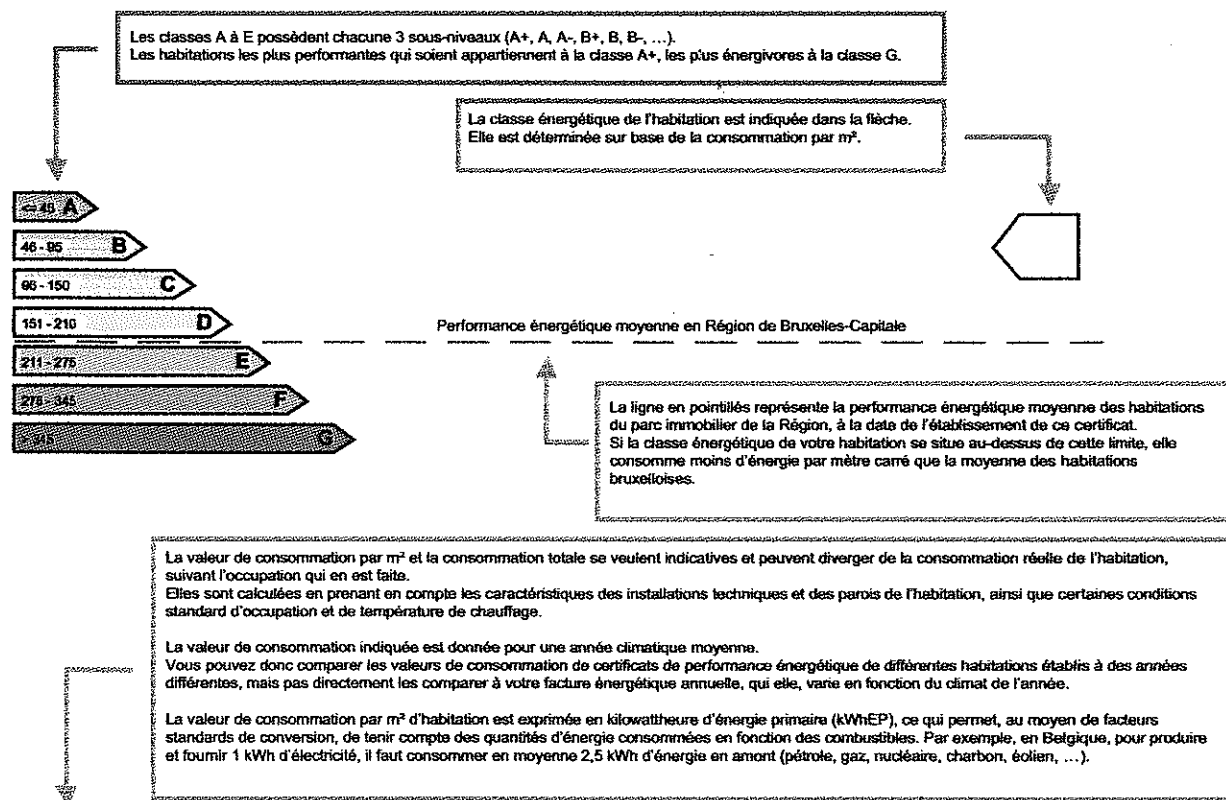 Les classes A à E possèdent chacune 3 sous-niveaux (A+, A, A-, B+, B, B-, …).
Les habitations les plus performantes qui soient appartiennent à la classe A+, les plus énergivores à la classe G.
La classe énergétique de l'habitation est indiquée dans la flèche.
Elle est déterminée sur base de la consommation par m².
<= 45 A
46 - 95 B
96 - 150 C
151 - 210 D
Performance énergétique moyenne en Région de Bruxelles-Capitale
211 - 275 E
276 - 345 F
> 345 G
La ligne en pointillés représente la performance énergétique moyenne des habitations
du parc immobilier de la Région, à la date de l'établissement de ce certificat.
Si la classe énergétique de votre habitation se situe au-dessus de cette limite, elle
consomme moins d'énergie par mètre carré que la moyenne des habitations
bruxelloises.
La valeur de consommation par m² et la consommation totale se veulent indicatives et peuvent diverger de la consommation réelle de l'habitation,
suivant l'occupation qui en est faite.
Elles sont calculées en prenant en compte les caractéristiques des installations techniques et des parois de l'habitation, ainsi que certaines conditions
standard d'occupation et de température de chauffage.
La valeur de consommation indiquée est donnée pour une année climatique moyenne.
Vous pouvez donc comparer les valeurs de consommation de certificats de performance énergétique de différentes habitations établis à des années
différentes, mais pas directement les comparer à votre facture énergétique annuelle, qui elle, varie en fonction du climat de l'année.
La valeur de consommation par m² d'habitation est exprimée en kilowattheure d'énergie primaire (kWhEP), ce qui permet, au moyen de facteurs
standards de conversion, de tenir compte des quantités d'énergie consommées en fonction des combustibles. Par exemple, en Belgique, pour produire
et fournir 1 kWh d'électricité, il faut consommer en moyenne 2,5 kWh d'énergie en amont (pétrole, gaz, nucléaire, charbon, éolien, …).